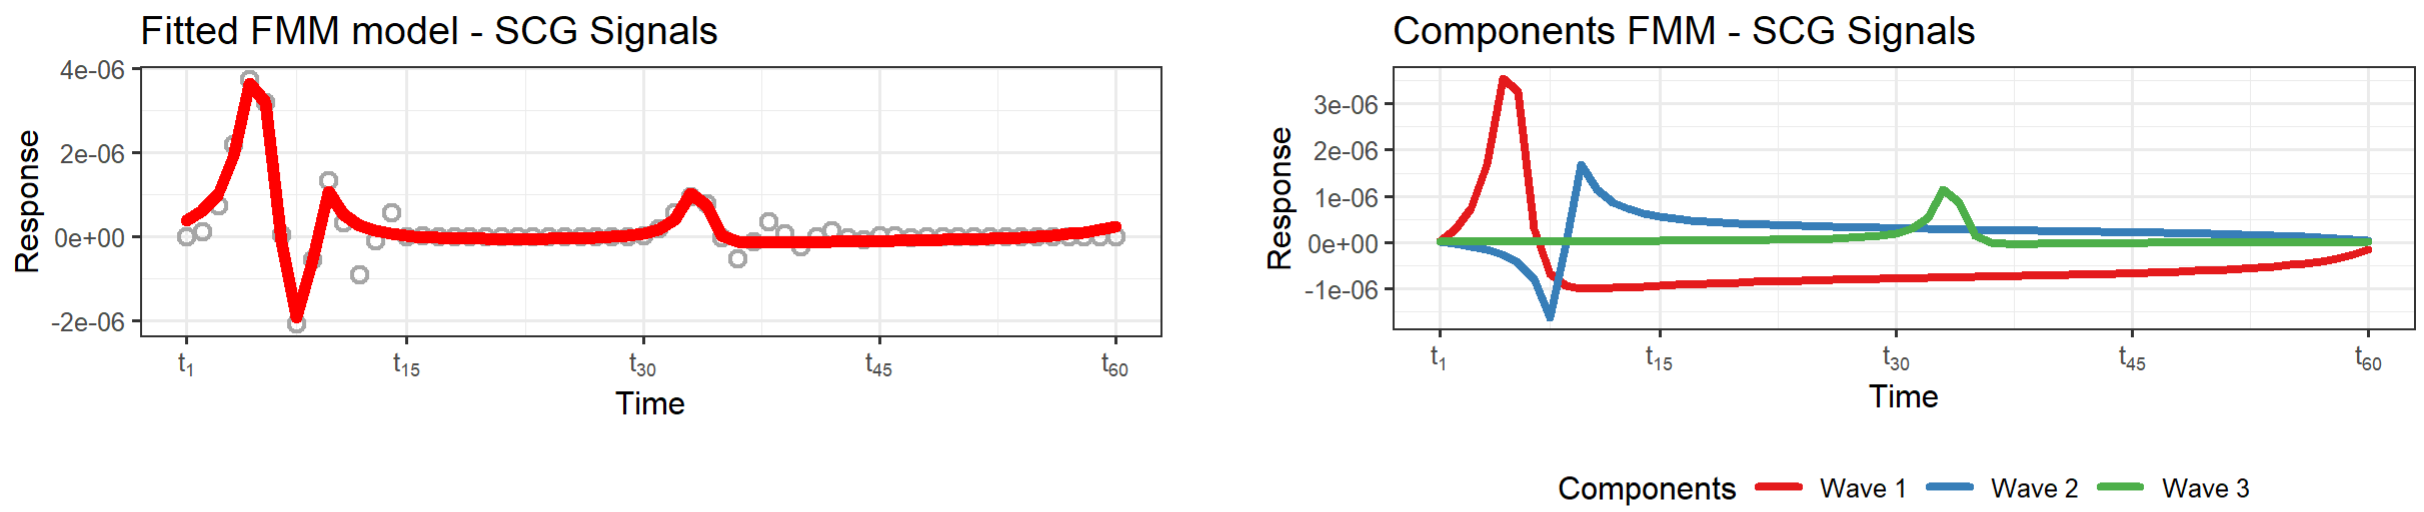 Fitted FMM model - SCG Signals
4e-06
2e-06
0e+00
-2e-06
Response
t1
t15
t30
t45
t60
Time
Components FMM - SCG Signals
3e-06
2e-06
1e-06
0e+00
-1e-06
Response
t1
t15
t30
t45
t60
Time
Components Wave 1 Wave 2 Wave 3